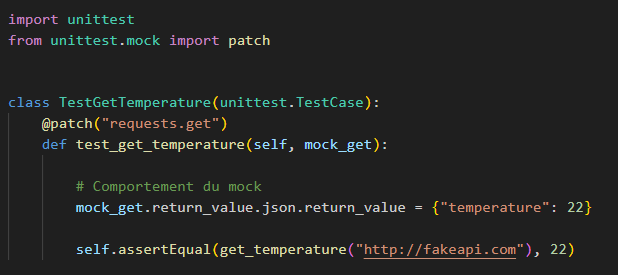 import unittest
from unittest.mock import patch
class TestGetTemperature(unittest.TestCase):
@patch("requests.get")
def test_get_temperature(self, mock_get):
# Comportement du mock
mock_get.return_value.json.return_value = {"temperature": 22}
self.assertEqual(get_temperature("http://fakeapi.com"), 22)